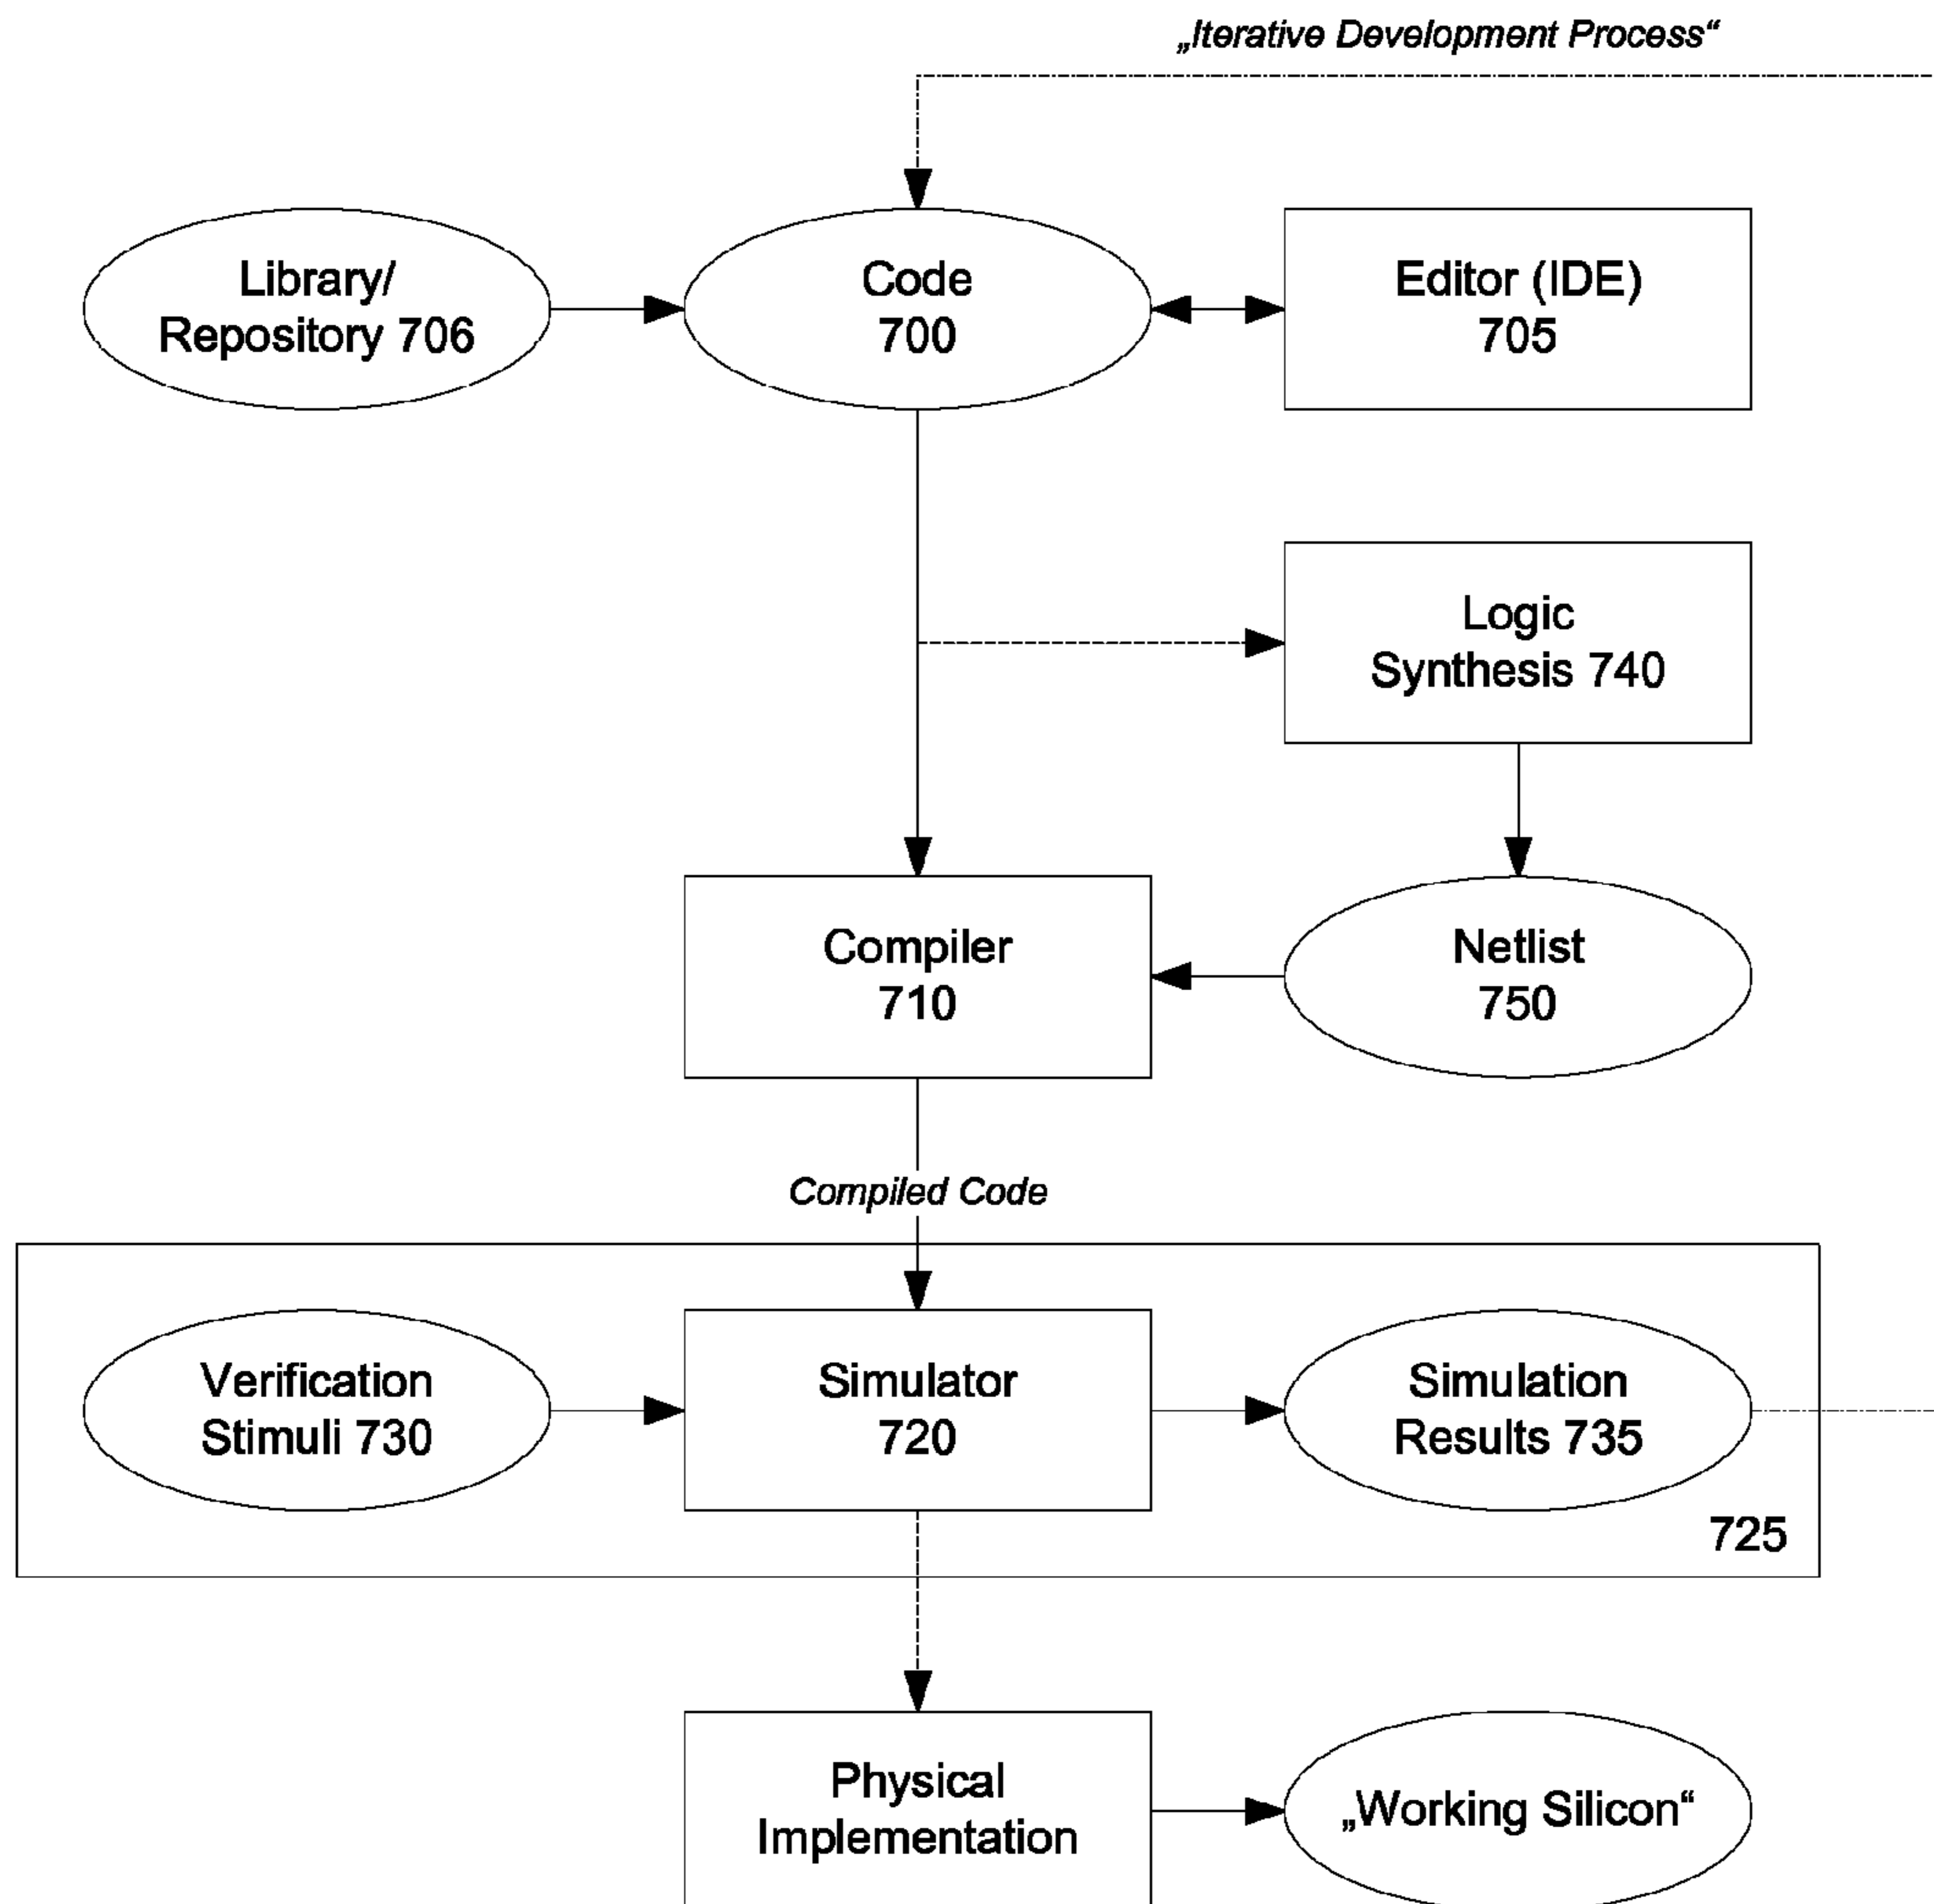 „Iterative Development Process“
Library/
Repository 706
Code
700
Editor (IDE)
705
Logic
Synthesis 740
Compiler
710
Netlist
750
Compiled Code
Verification
Stimuli 730
Simulator
720
Simulation
Results 735
725
Physical
Implementation
„Working Silicon“